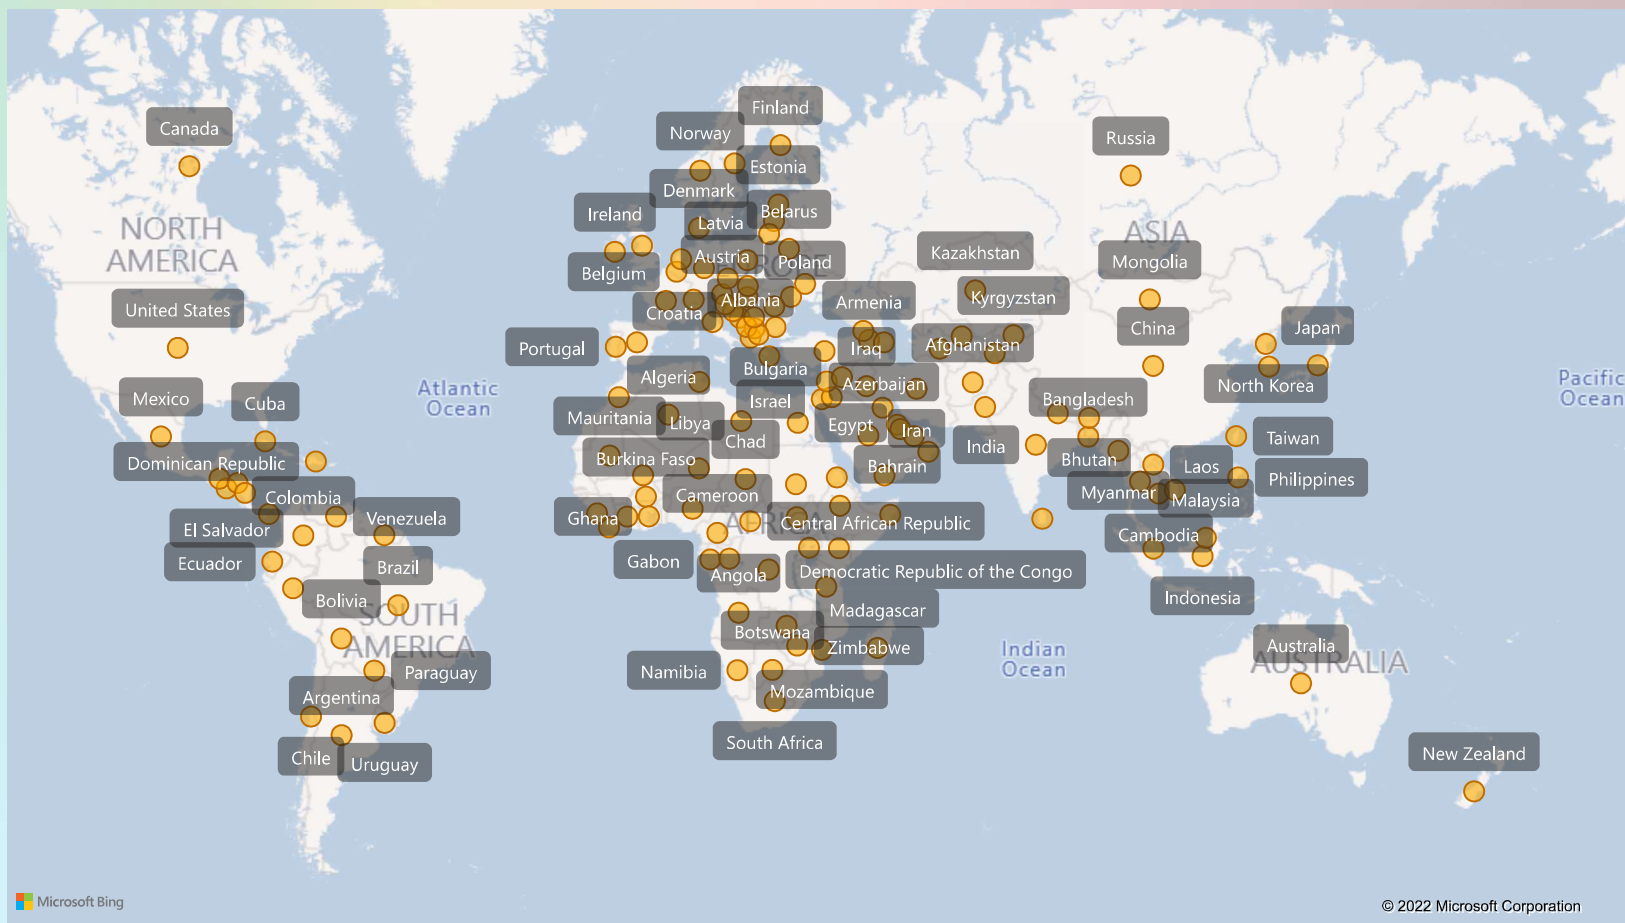 Finland
Canada
Norway
Russia
Estonia
Denmark
Ireland
Latvia
Belarus
NORTH
AMERICA
ASIA
Kazakhstan
Austria
Poland
Mongolia
Belgium
Kyrgyzstan
Albania
Armenia
United States
Croatia
China
Japan
Portugal
Iraq
Afghanistan
Bulgaria
Algeria
Azerbaijan
North Korea
Pacific
Ocean
Atlantic
Ocean
Mexico
Cuba
Israel
Bangladesh
Mauritania
Libya
Egypt
Iran
Chad
India
Taiwan
Dominican Republic
Burkina Faso
Bahrain
Bhutan
Laos
Philippines
Colombia
Cameroon
Myanmar
Malaysia
El Salvador
Venezuela
Ghana
AFRICA
Central African Republic
Cambodia
Ecuador
Brazil
Gabon
Angola
Democratic Republic of the Congo
Bolivia
SOUTH
AMERICA
Madagascar
Indonesia
Botswana
Zimbabwe
Indian
Ocean
Australia
AUSTRALIA
Paraguay
Namibia
Argentina
Mozambique
South Africa
Chile
Uruguay
New Zealand
Microsoft Bing
© 2022 Microsoft Corporation